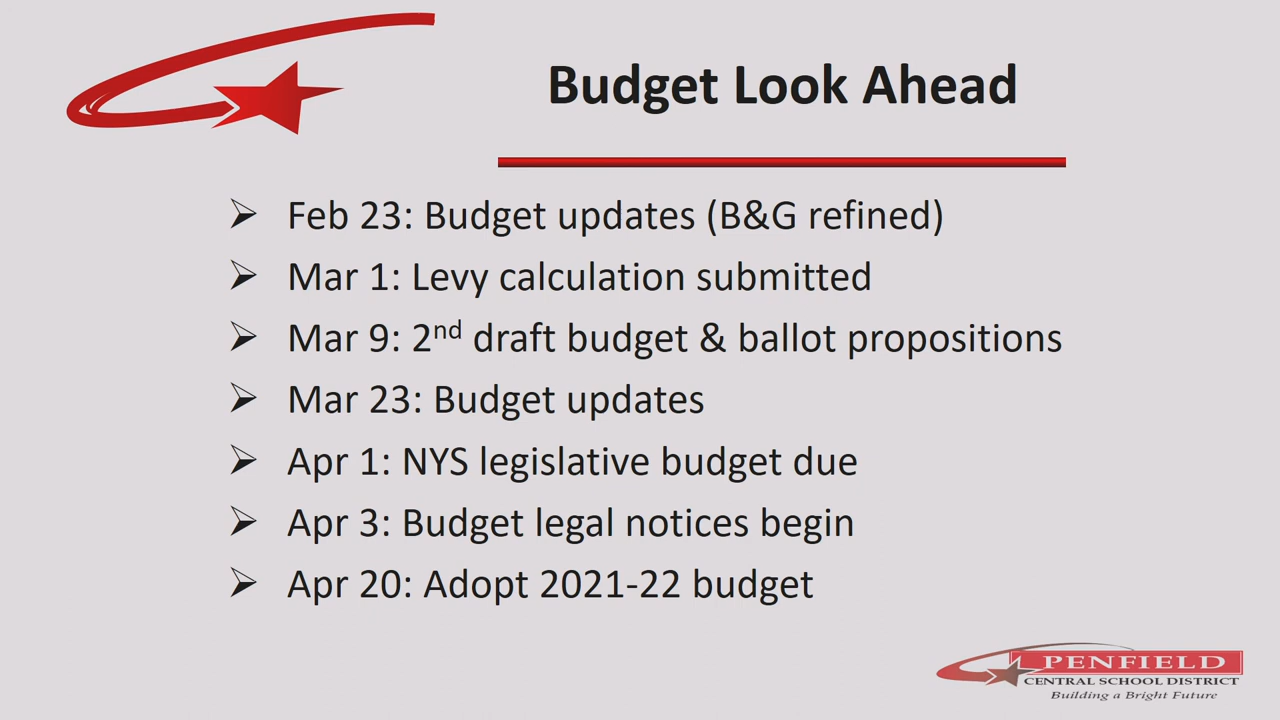 Budget Look Ahead
Feb 23: Budget updates (B&G refined)
Mar 1: Levy calculation submitted
Mar 9: 2nd draft budget & ballot propositions
Mar 23: Budget updates
Apr 1: NYS legislative budget due
Apr 3: Budget legal notices begin
Apr 20: Adopt 2021-22 budget
PENFIELD
CENTRAL SCHOOL DISTRICT
Building a Bright Future